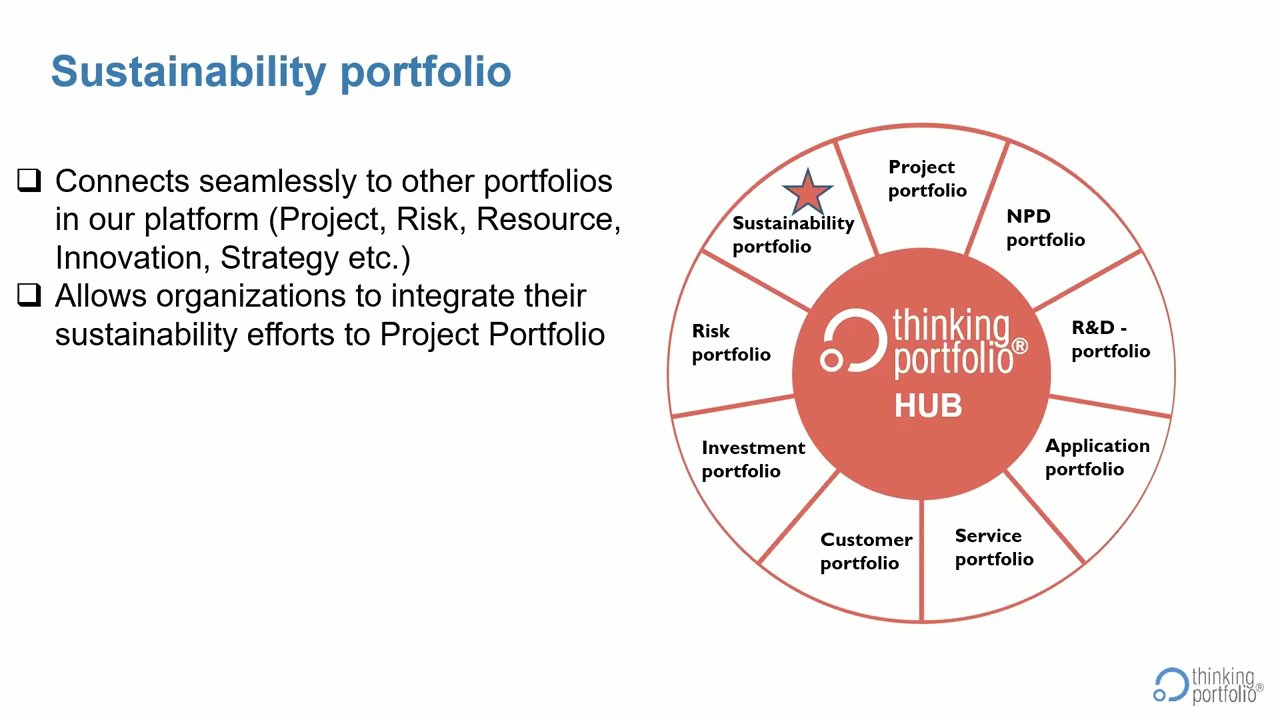 Sustainability portfolio
❑ Connects seamlessly to other portfolios
in our platform (Project, Risk, Resource,
Innovation, Strategy etc.)
❑ Allows organizations to integrate their
sustainability efforts to Project Portfolio
Project
portfolio
NPD
portfolio
R&D -
portfolio
Application
portfolio
Service
portfolio
Customer
portfolio
Investment
portfolio
Risk
portfolio
Sustainability
portfolio
thinking
portfolio®
HUB
thinking
portfolio®